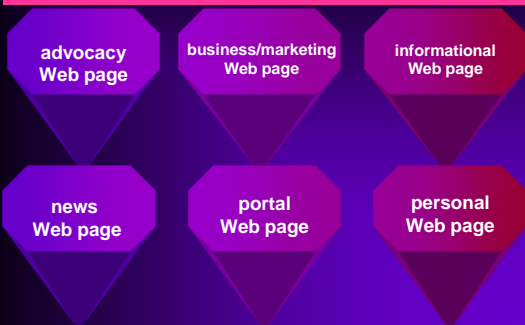 advocacy
Web page
business/marketing
Web page
informational
Web page
news
Web page
portal
Web page
personal
Web page